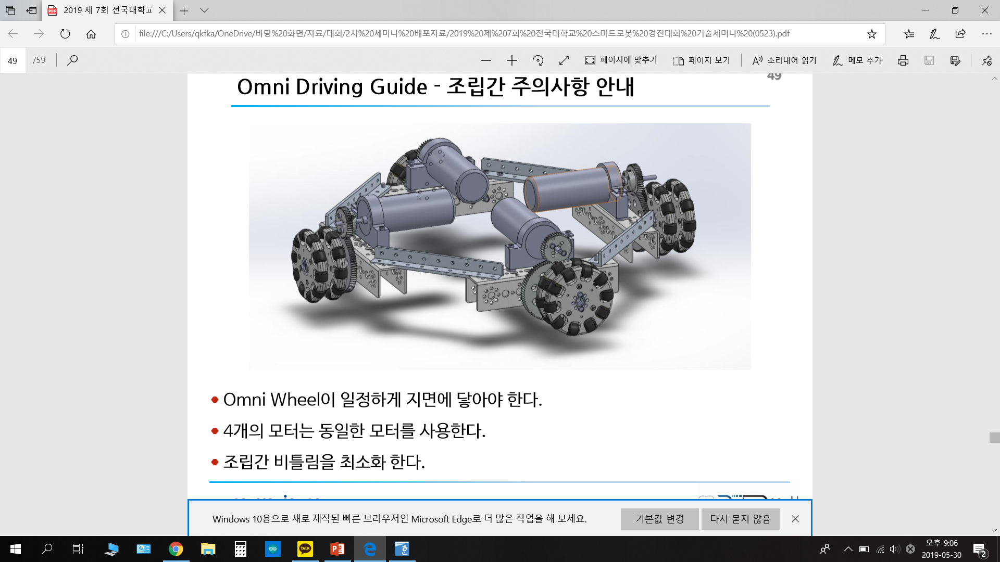 2019 제 7회 전국대학교
file:///C:/Users/qkfka/OneDrive/바탕%20화면/자료/대회/2차%20세미나%20배포자료/2019%20제%207회%20전국대학교%20스마트로봇%20경진대회%20기술세미나%20(0523).pdf
49 /59 페이지에 맞추기 페이지 보기 소리내어 읽기 메모 추가
49
Omni Driving Guide - 조립간 주의사항 안내
Omni Wheel이 일정하게 지면에 닿아야 한다.
4개의 모터는 동일한 모터를 사용한다.
조립간 비틀림을 최소화 한다.
Windows 10용으로 새로 제작된 빠른 브라우저인 Microsoft Edge로 더 많은 작업을 해 보세요. 기본값 변경 다시 묻지 않음
TALK
오후 9:06
2019-05-30
2